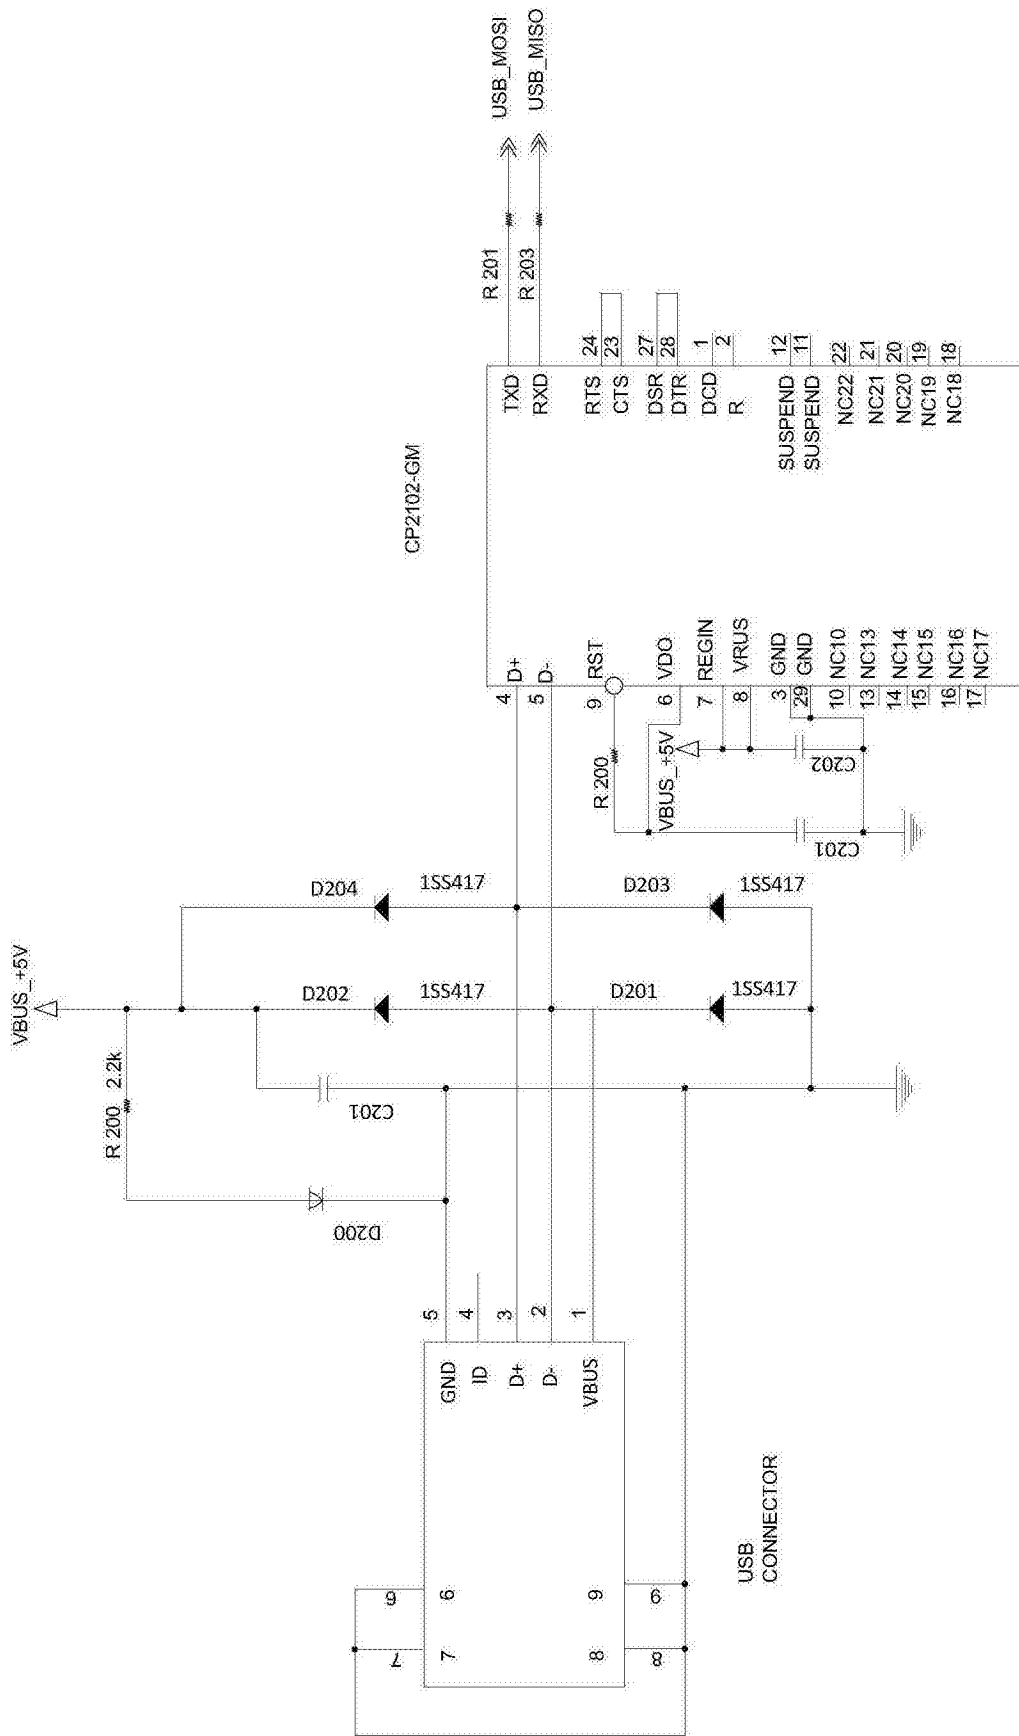 VBUS_+5V
R 200 2.2k
D200
C201
D202
1SS417
D204
1SS417
D201
1SS417
D203
1SS417
USB
CONNECTOR
GND
ID
D+
D-
VBUS
5
4
3
2
1
6
7
8
9
6
7
8
9
CP2102-GM
4
D+
5
D-
9
RST
6
VDO
7
REGIN
8
VRUS
3
GND
29
GND
10
NC10
13
NC13
14
NC14
15
NC15
16
NC16
17
NC17
R 200
VBUS_+5V
C201
C202
TXD
RXD
RTS
24
CTS
23
DSR
27
DTR
28
DCD
1
R
2
SUSPEND
12
SUSPEND
11
NC22
22
NC21
21
NC20
20
NC19
19
NC18
18
R 201
USB_MOSI
R 203
USB_MISO